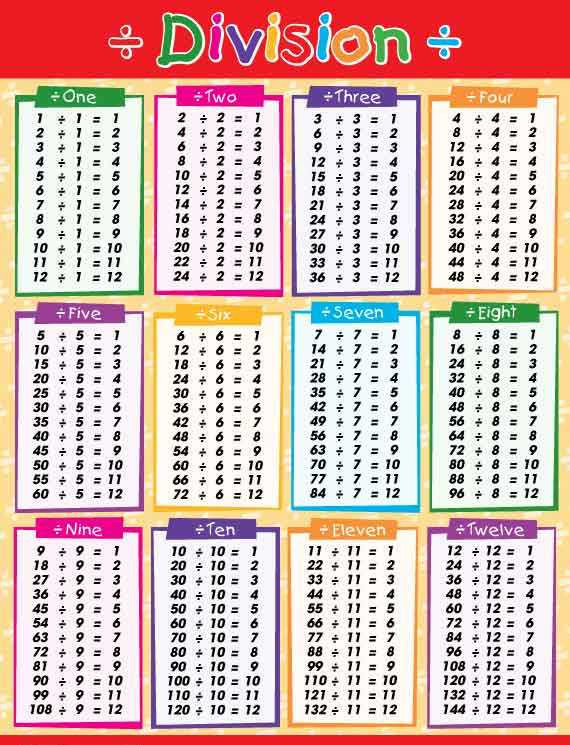 ÷ Division ÷
÷One
1 ÷ 1 = 1
2 ÷ 1 = 2
3 ÷ 1 = 3
4 ÷ 1 = 4
5 ÷ 1 = 5
6 ÷ 1 = 6
7 ÷ 1 = 7
8 ÷ 1 = 8
9 ÷ 1 = 9
10 ÷ 1 = 10
11 ÷ 1 = 11
12 ÷ 1 = 12
÷Two
2 ÷ 2 = 1
4 ÷ 2 = 2
6 ÷ 2 = 3
8 ÷ 2 = 4
10 ÷ 2 = 5
12 ÷ 2 = 6
14 ÷ 2 = 7
16 ÷ 2 = 8
18 ÷ 2 = 9
20 ÷ 2 = 10
22 ÷ 2 = 11
24 ÷ 2 = 12
÷Three
3 ÷ 3 = 1
6 ÷ 3 = 2
9 ÷ 3 = 3
12 ÷ 3 = 4
15 ÷ 3 = 5
18 ÷ 3 = 6
21 ÷ 3 = 7
24 ÷ 3 = 8
27 ÷ 3 = 9
30 ÷ 3 = 10
33 ÷ 3 = 11
36 ÷ 3 = 12
÷Four
4 ÷ 4 = 1
8 ÷ 4 = 2
12 ÷ 4 = 3
16 ÷ 4 = 4
20 ÷ 4 = 5
24 ÷ 4 = 6
28 ÷ 4 = 7
32 ÷ 4 = 8
36 ÷ 4 = 9
40 ÷ 4 = 10
44 ÷ 4 = 11
48 ÷ 4 = 12
÷Five
5 ÷ 5 = 1
10 ÷ 5 = 2
15 ÷ 5 = 3
20 ÷ 5 = 4
25 ÷ 5 = 5
30 ÷ 5 = 6
35 ÷ 5 = 7
40 ÷ 5 = 8
45 ÷ 5 = 9
50 ÷ 5 = 10
55 ÷ 5 = 11
60 ÷ 5 = 12
÷Six
6 ÷ 6 = 1
12 ÷ 6 = 2
18 ÷ 6 = 3
24 ÷ 6 = 4
30 ÷ 6 = 5
36 ÷ 6 = 6
42 ÷ 6 = 7
48 ÷ 6 = 8
54 ÷ 6 = 9
60 ÷ 6 = 10
66 ÷ 6 = 11
72 ÷ 6 = 12
÷Seven
7 ÷ 7 = 1
14 ÷ 7 = 2
21 ÷ 7 = 3
28 ÷ 7 = 4
35 ÷ 7 = 5
42 ÷ 7 = 6
49 ÷ 7 = 7
56 ÷ 7 = 8
63 ÷ 7 = 9
70 ÷ 7 = 10
77 ÷ 7 = 11
84 ÷ 7 = 12
÷Eight
8 ÷ 8 = 1
16 ÷ 8 = 2
24 ÷ 8 = 3
32 ÷ 8 = 4
40 ÷ 8 = 5
48 ÷ 8 = 6
56 ÷ 8 = 7
64 ÷ 8 = 8
72 ÷ 8 = 9
80 ÷ 8 = 10
88 ÷ 8 = 11
96 ÷ 8 = 12
÷Nine
9 ÷ 9 = 1
18 ÷ 9 = 2
27 ÷ 9 = 3
36 ÷ 9 = 4
45 ÷ 9 = 5
54 ÷ 9 = 6
63 ÷ 9 = 7
72 ÷ 9 = 8
81 ÷ 9 = 9
90 ÷ 9 = 10
99 ÷ 9 = 11
108 ÷ 9 = 12
÷Ten
10 ÷ 10 = 1
20 ÷ 10 = 2
30 ÷ 10 = 3
40 ÷ 10 = 4
50 ÷ 10 = 5
60 ÷ 10 = 6
70 ÷ 10 = 7
80 ÷ 10 = 8
90 ÷ 10 = 9
100 ÷ 10 = 10
110 ÷ 10 = 11
120 ÷ 10 = 12
÷Eleven
11 ÷ 11 = 1
22 ÷ 11 = 2
33 ÷ 11 = 3
44 ÷ 11 = 4
55 ÷ 11 = 5
66 ÷ 11 = 6
77 ÷ 11 = 7
88 ÷ 11 = 8
99 ÷ 11 = 9
110 ÷ 11 = 10
121 ÷ 11 = 11
132 ÷ 11 = 12
÷Twelve
12 ÷ 12 = 1
24 ÷ 12 = 2
36 ÷ 12 = 3
48 ÷ 12 = 4
60 ÷ 12 = 5
72 ÷ 12 = 6
84 ÷ 12 = 7
96 ÷ 12 = 8
108 ÷ 12 = 9
120 ÷ 12 = 10
132 ÷ 12 = 11
144 ÷ 12 = 12